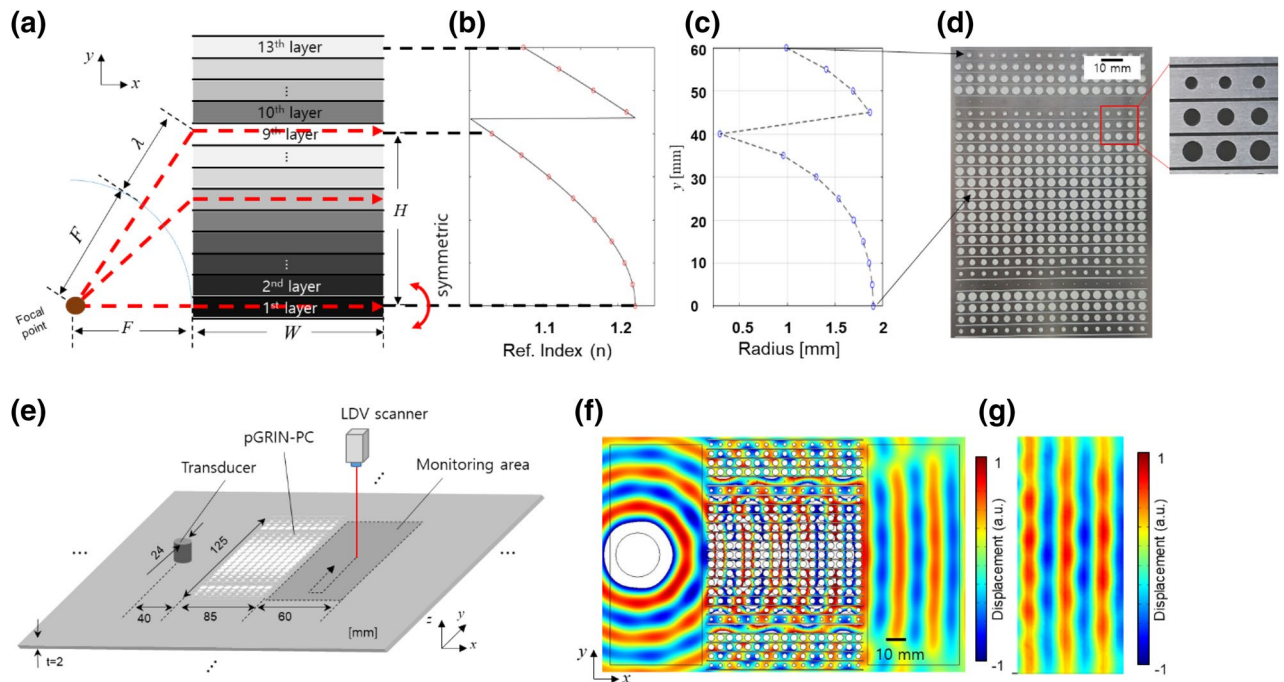 (a)
y
x
13th layer
⋮
10th layer
9th layer
⋮
⋮
2nd layer
1st layer
λ
F
H
Focal
point
F
W
symmetric
(b)
1.1
1.2
Ref. Index (n)
(c)
60
50
40
30
20
10
0
y [mm]
0.5
1
1.5
2
Radius [mm]
(d)
10 mm
(e)
LDV scanner
pGRIN-PC
Transducer
Monitoring area
⋮
...
...
24
125
40
85
60
[mm]
t=2
z
y
x
⋮
(f)
10 mm
y
x
1
Displacement (a.u.)
-1
(g)
1
Displacement (a.u.)
-1